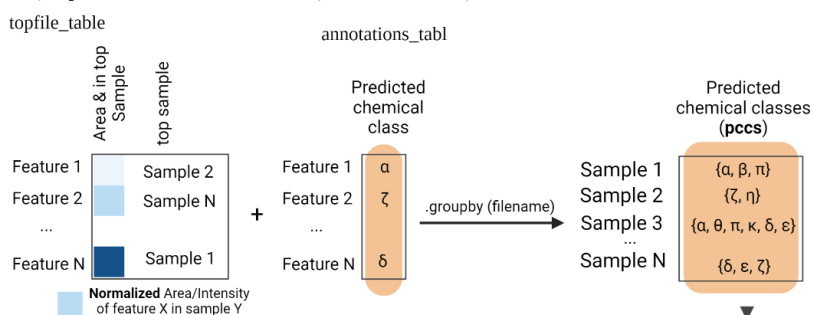 topfile_table
annotations_tabl
Area & in top
Sample
top sample
Predicted
chemical
class
Predicted
chemical classes
(pccs)
Feature 1
Sample 2
Feature 2
Sample N
...
Feature N
Sample 1
+
Feature 1
α
Feature 2
ζ
...
Feature N
δ
.groupby (filename)
Sample 1
{α, β, π}
Sample 2
{ζ, η}
Sample 3
{α, θ, π, κ, δ, ε}
...
Sample N
{δ, ε, ζ}
Normalized Area/Intensity
of feature X in sample Y